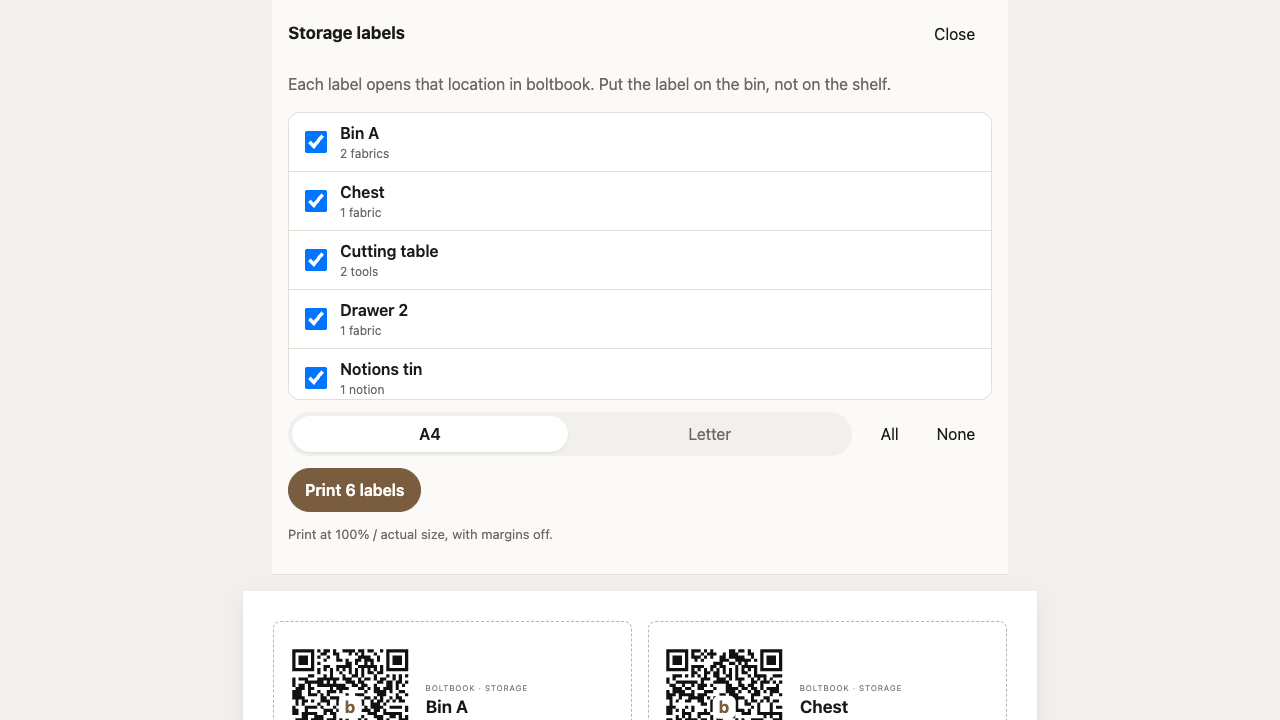 Storage labels
Close
Each label opens that location in boltbook. Put the label on the bin, not on the shelf.
Bin A
2 fabrics
Chest
1 fabric
Cutting table
2 tools
Drawer 2
1 fabric
Notions tin
1 notion
A4
Letter
All
None
Print 6 labels
Print at 100% / actual size, with margins off.
BOLTBOOK · STORAGE
Bin A
b
BOLTBOOK · STORAGE
Chest
b